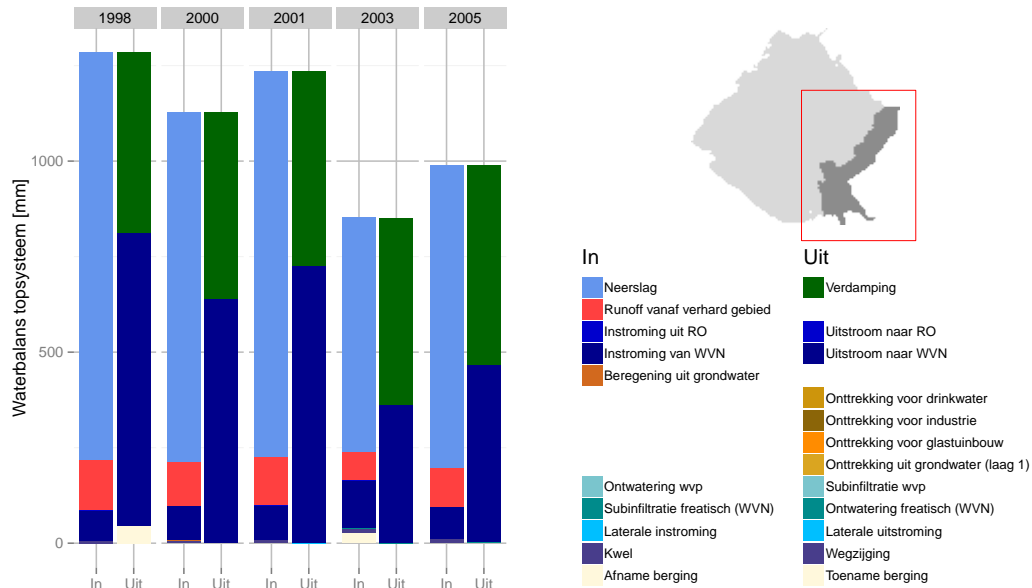 1998 2000 2001 2003 2005
Waterbalans topsysteem [mm]
1000
500
0
In Uit In Uit In Uit In Uit In Uit
In
Neerslag
Runoff vanaf verhard gebied
Instroming uit RO
Instroming van WVN
Beregening uit grondwater
Ontwatering wvp
Subinfiltratie freatisch (WVN)
Laterale instroming
Kwel
Afname berging
Uit
Verdamping
Uitstroom naar RO
Uitstroom naar WVN
Onttrekking voor drinkwater
Onttrekking voor industrie
Onttrekking voor glastuinbouw
Onttrekking uit grondwater (laag 1)
Subinfiltratie wvp
Ontwatering freatisch (WVN)
Laterale uitstroming
Wegzijging
Toename berging